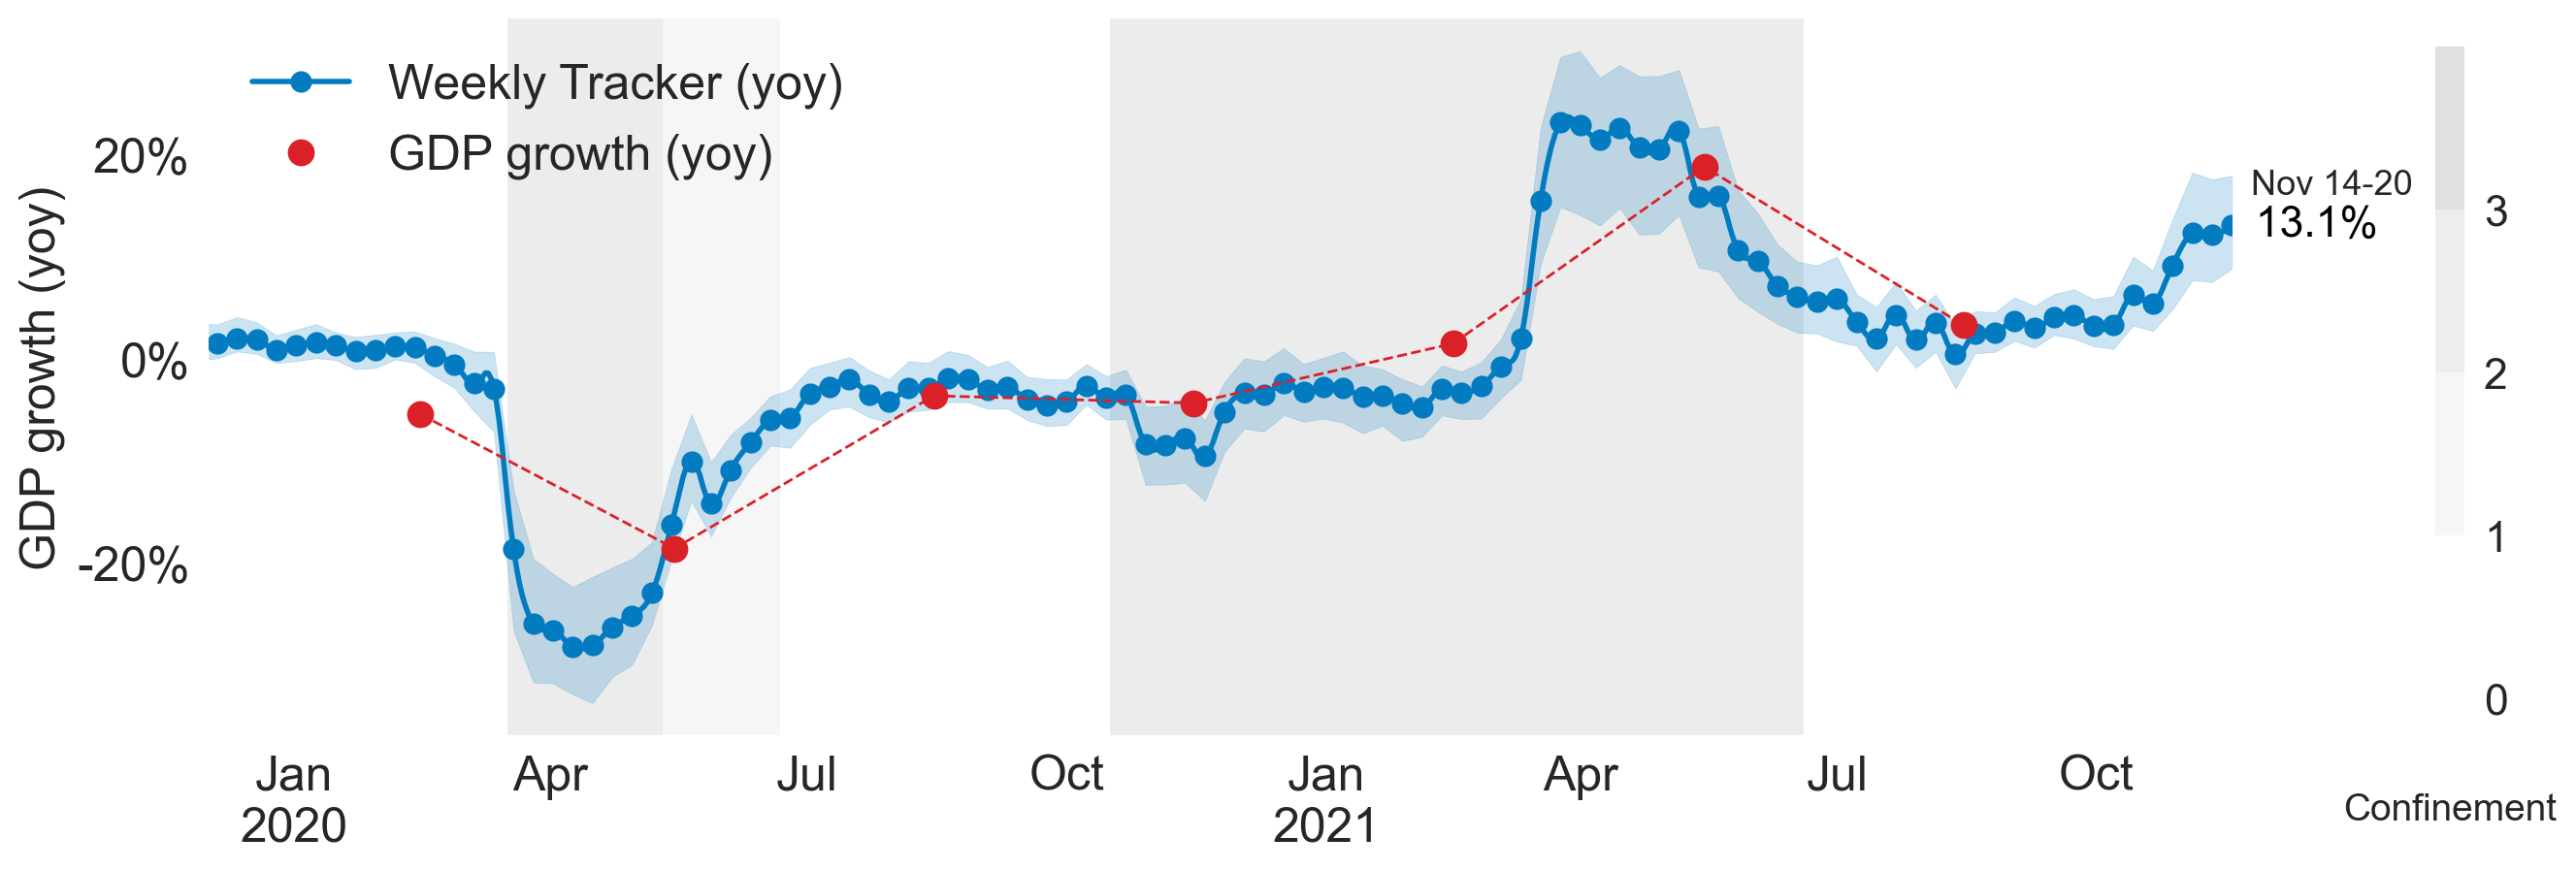 Weekly Tracker (yoy)
GDP growth (yoy)
GDP growth (yoy)
20%
0%
-20%
Nov 14-20
13.1%
3
2
1
0
Jan Apr Jul Oct Jan Apr Jul Oct
2020 2021
Confinement